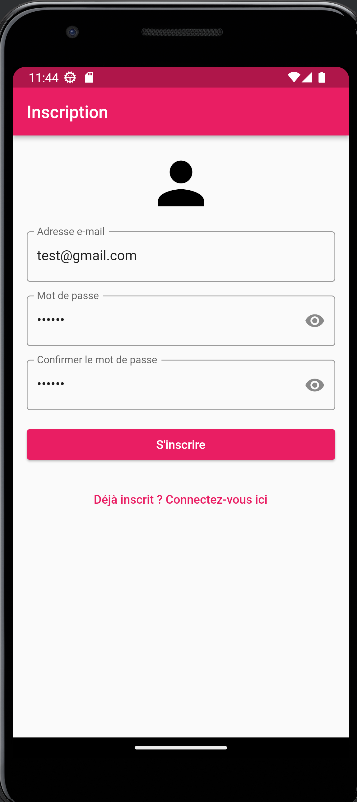 11:44
Inscription
Adresse e-mail
test@gmail.com
Mot de passe
••••••
Confirmer le mot de passe
••••••
S'inscrire
Déjà inscrit ? Connectez-vous ici